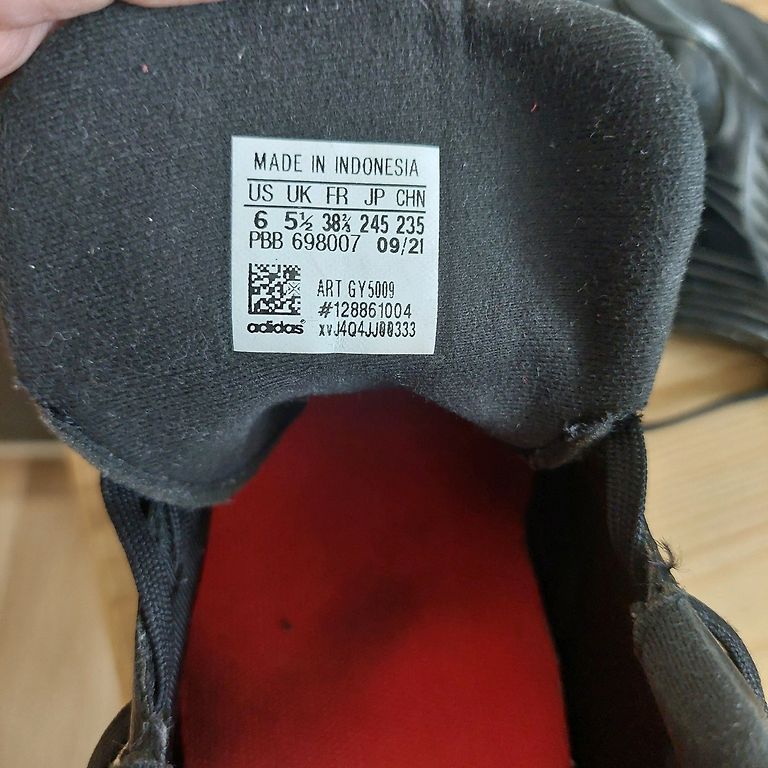 MADE IN INDONESIA
US UK FR JP CHN
6 5½ 38⅔ 245 235
PBB 698007 09/21
ART GY5009
#128861004
adidas xvJ4Q4JJ00333